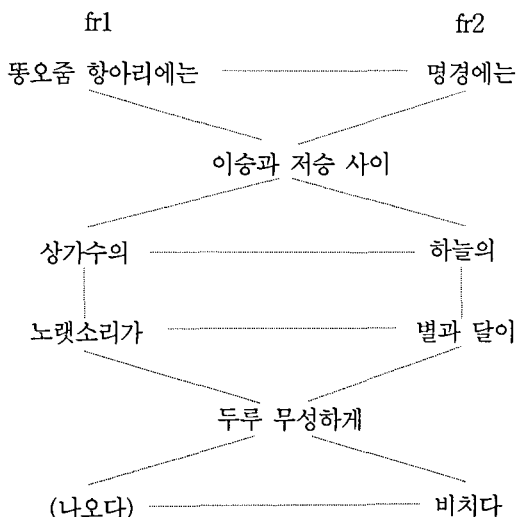 fr1 fr2
똥오줌 항아리에는 명경에는
이승과 저승 사이
상가수의 하늘의
노랫소리가 별과 달이
두루 무성하게
(나오다) 비치다